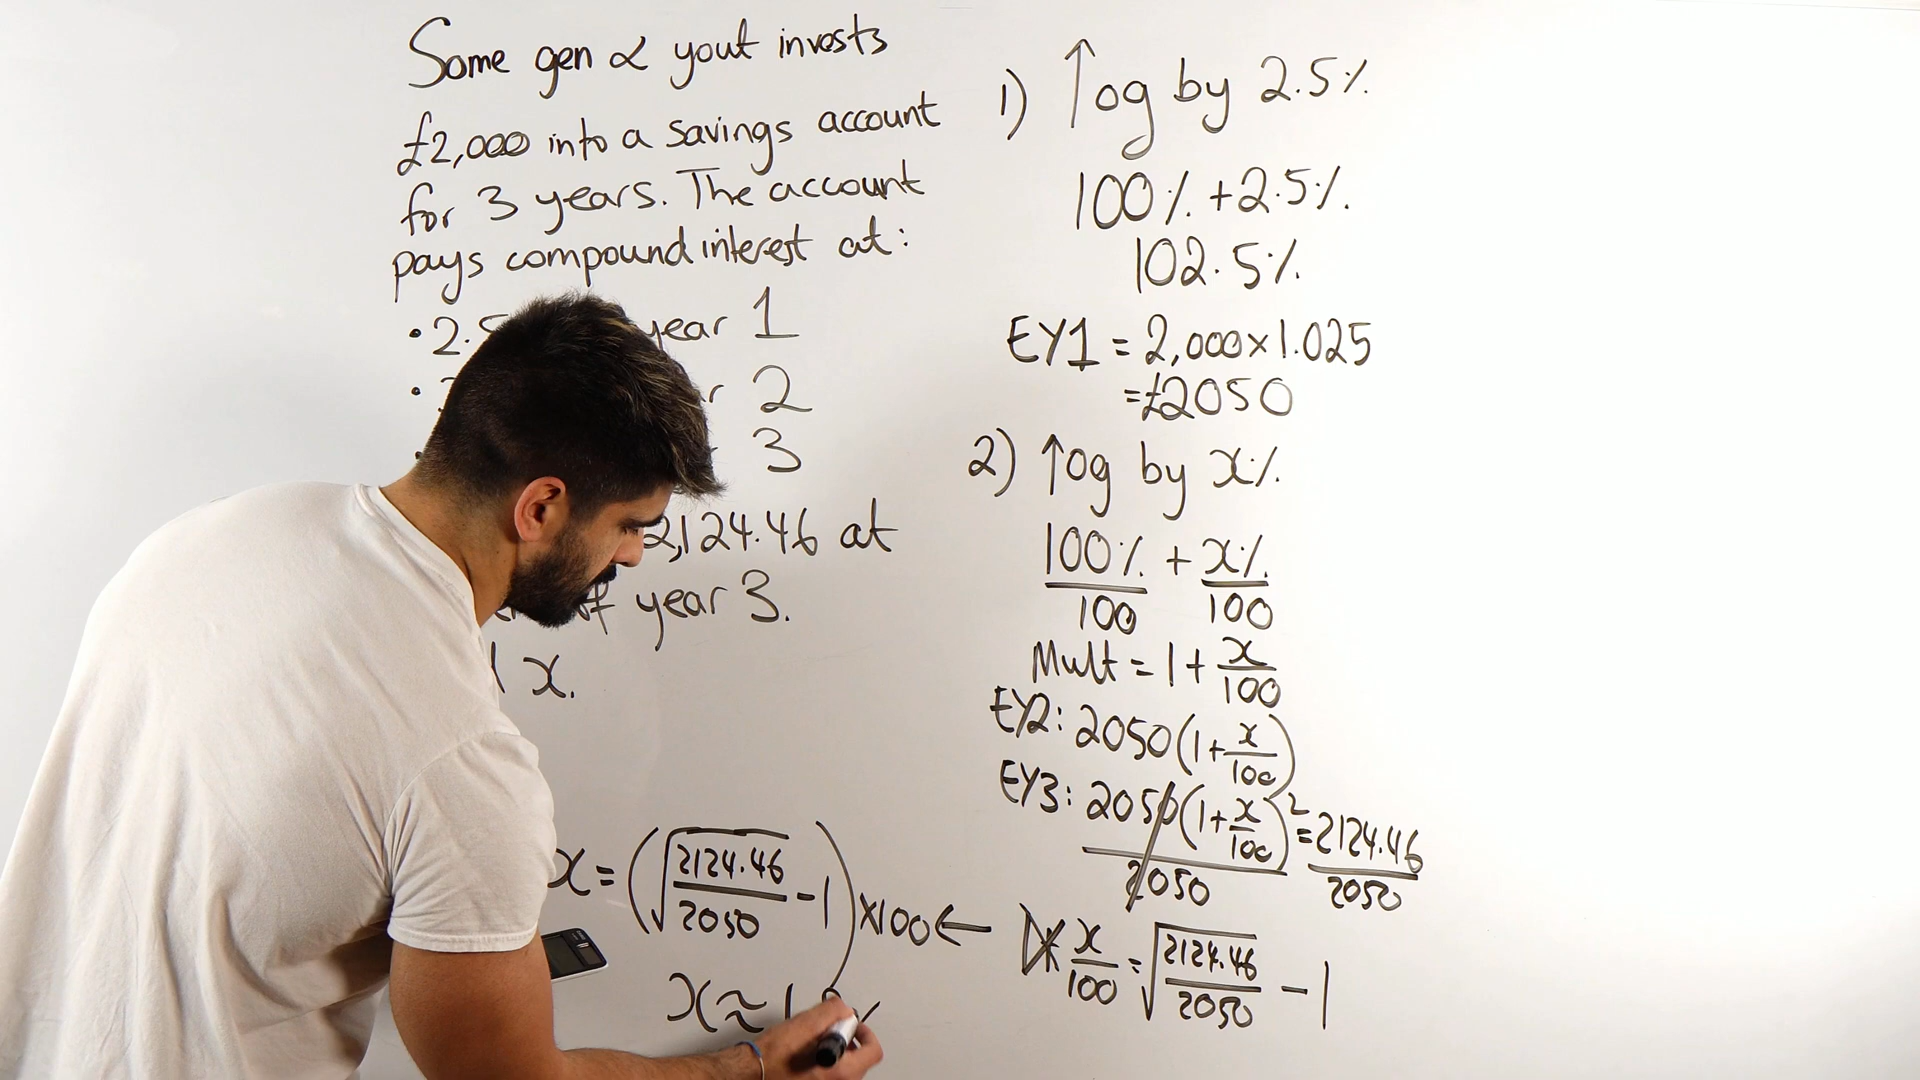 Some gen α yout invests
£2,000 into a savings account
for 3 years. The account
pays compound interest at:
• 2.5 year 1
• 2
• 3
2,124.46 at
of year 3.
x.
x = (√2124.46/2050 - 1) ×100 ←
x ≈ 1.8%
1) ↑og by 2.5%
100% + 2.5%
102.5%
EY1 = 2,000×1.025
= £2050
2) ↑og by x%
100%/100 + x%/100
Mult = 1 + x/100
EY2: 2050(1+x/100)
EY3: 2050(1+x/100)²/2050 = 2124.46/2050
x/100 = √2124.46/2050 - 1